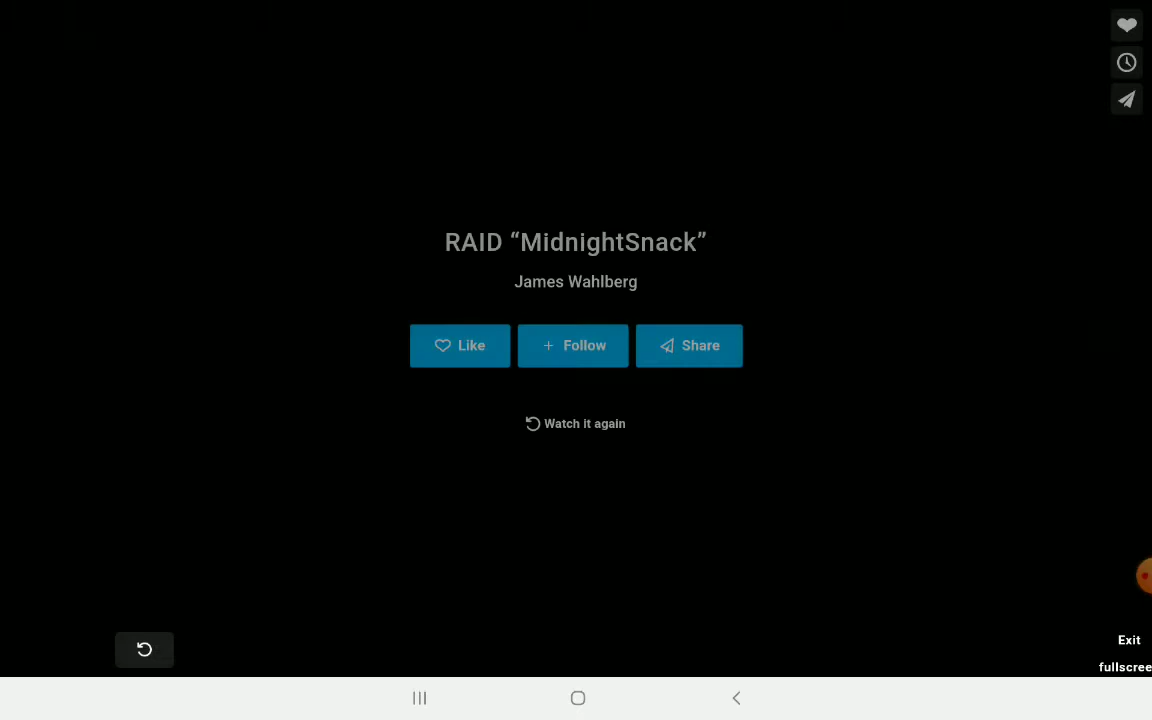 RAID “MidnightSnack”
James Wahlberg
Like
Follow
Share
Watch it again
Exit
fullscree